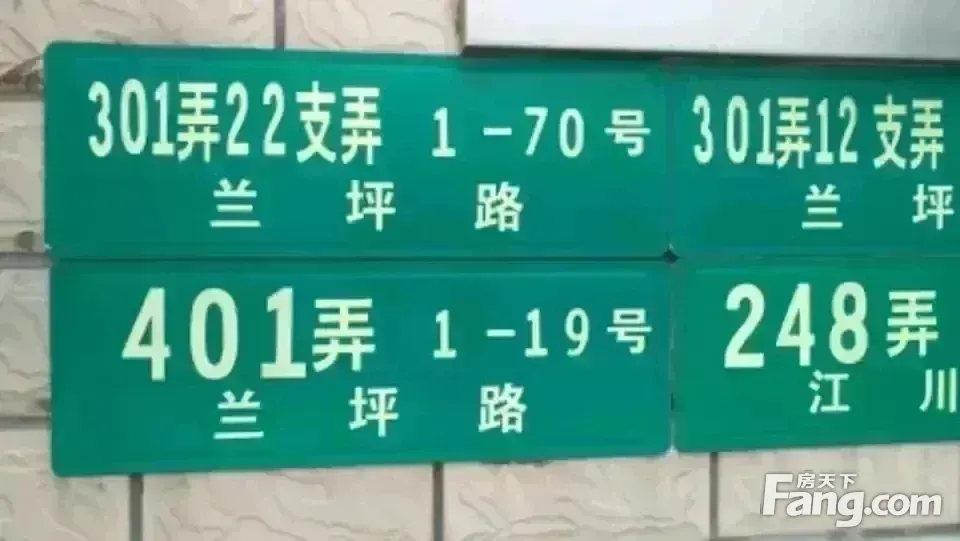 301弄22支弄 1-70号
兰坪路
301弄12支弄
兰坪
401弄 1-19号
兰坪路
248弄
江川
房天下
Fang.com